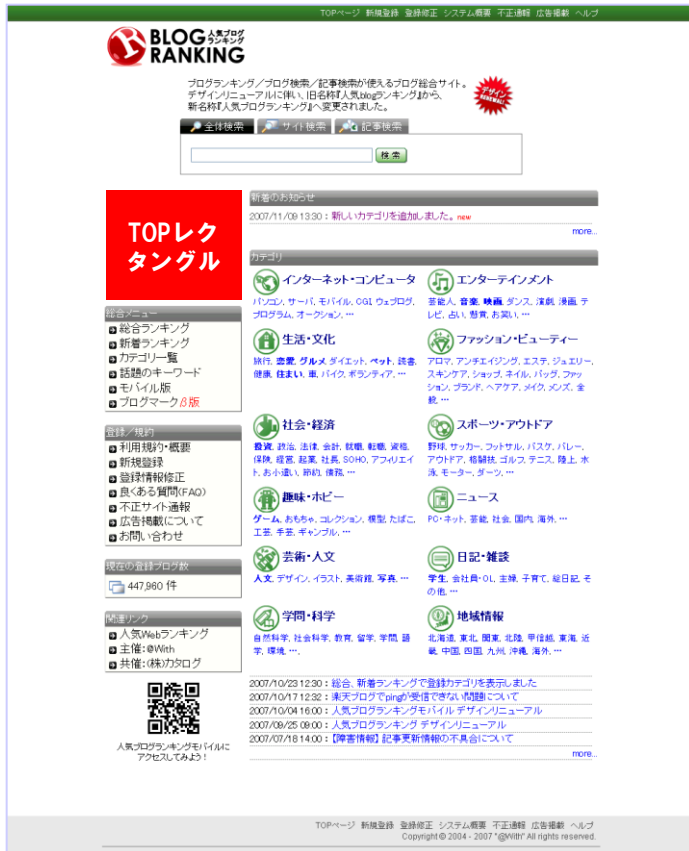 TOPページ 新規登録 登録修正 システム概要 不正通報 広告掲載 ヘルプ
BLOG 人気ブログ
ランキング
RANKING
ブログランキング／ブログ検索／記事検索が使えるブログ総合サイト。
デザインリニューアルに伴い、旧名称『人気blogランキング』から、
新名称『人気ブログランキング』へ変更されました。
デザイン
RENEWAL
全体検索 サイト検索 記事検索
検索
TOPレク
タングル
新着のお知らせ
2007/11/09 13:30：新しいカテゴリを追加しました。new
more...
カテゴリ
インターネット・コンピュータ
パソコン, サーバ, モバイル, CGI, ウェブログ,
プログラム, オークション, …
エンターテインメント
芸能人, 音楽, 映画, ダンス, 演劇, 漫画, テ
レビ, 占い, 懸賞, お笑い, …
生活・文化
旅行, 恋愛, グルメ, ダイエット, ペット, 読書,
健康, 住まい, 車, バイク, ボランティア, …
ファッション・ビューティー
アロマ, アンチエイジング, エステ, ジュエリー,
スキンケア, ショップ, ネイル, バッグ, ファッ
ション, ブランド, ヘアケア, メイク, メンズ, 全
般, …
社会・経済
投資, 政治, 法律, 会計, 就職, 転職, 資格,
保険, 経営, 起業, 社長, SOHO, アフィリエイ
ト, お小遣い, 節約, 債務, …
スポーツ・アウトドア
野球, サッカー, フットサル, バスケ, バレー,
アウトドア, 格闘技, ゴルフ, テニス, 陸上, 水
泳, モーター, ダーツ, …
趣味・ホビー
ゲーム, おもちゃ, コレクション, 模型, たばこ,
工芸, 手芸, ギャンブル, …
ニュース
PC・ネット, 芸能, 社会, 国内, 海外, …
芸術・人文
人文, デザイン, イラスト, 美術館, 写真, …
日記・雑談
学生, 会社員・OL, 主婦, 子育て, 絵日記, そ
の他, …
学問・科学
自然科学, 社会科学, 教育, 留学, 学問, 語
学, 環境, …,
地域情報
北海道, 東北, 関東, 北陸, 甲信越, 東海, 近
畿, 中国, 四国, 九州, 沖縄, 海外, …
総合メニュー
総合ランキング
新着ランキング
カテゴリ一覧
話題のキーワード
モバイル版
ブログマークβ版
登録／規約
利用規約・概要
新規登録
登録情報修正
良くある質問(FAQ)
不正サイト通報
広告掲載について
お問い合わせ
現在の登録ブログ数
447,960 件
関連リンク
人気Webランキング
主催：@With
共催：(株)カタログ
人気ブログランキングモバイルに
アクセスしてみよう！
2007/10/23 12:30：総合、新着ランキングで登録カテゴリを表示しました
2007/10/17 12:32：楽天ブログでpingが受信できない問題について
2007/10/04 16:00：人気ブログランキングモバイル デザインリニューアル
2007/09/25 09:00：人気ブログランキング デザインリニューアル
2007/07/18 14:00：【障害情報】記事更新情報の不具合について
more...
TOPページ 新規登録 登録修正 システム概要 不正通報 広告掲載 ヘルプ
Copyright © 2004 - 2007 "@With" All rights reserved.